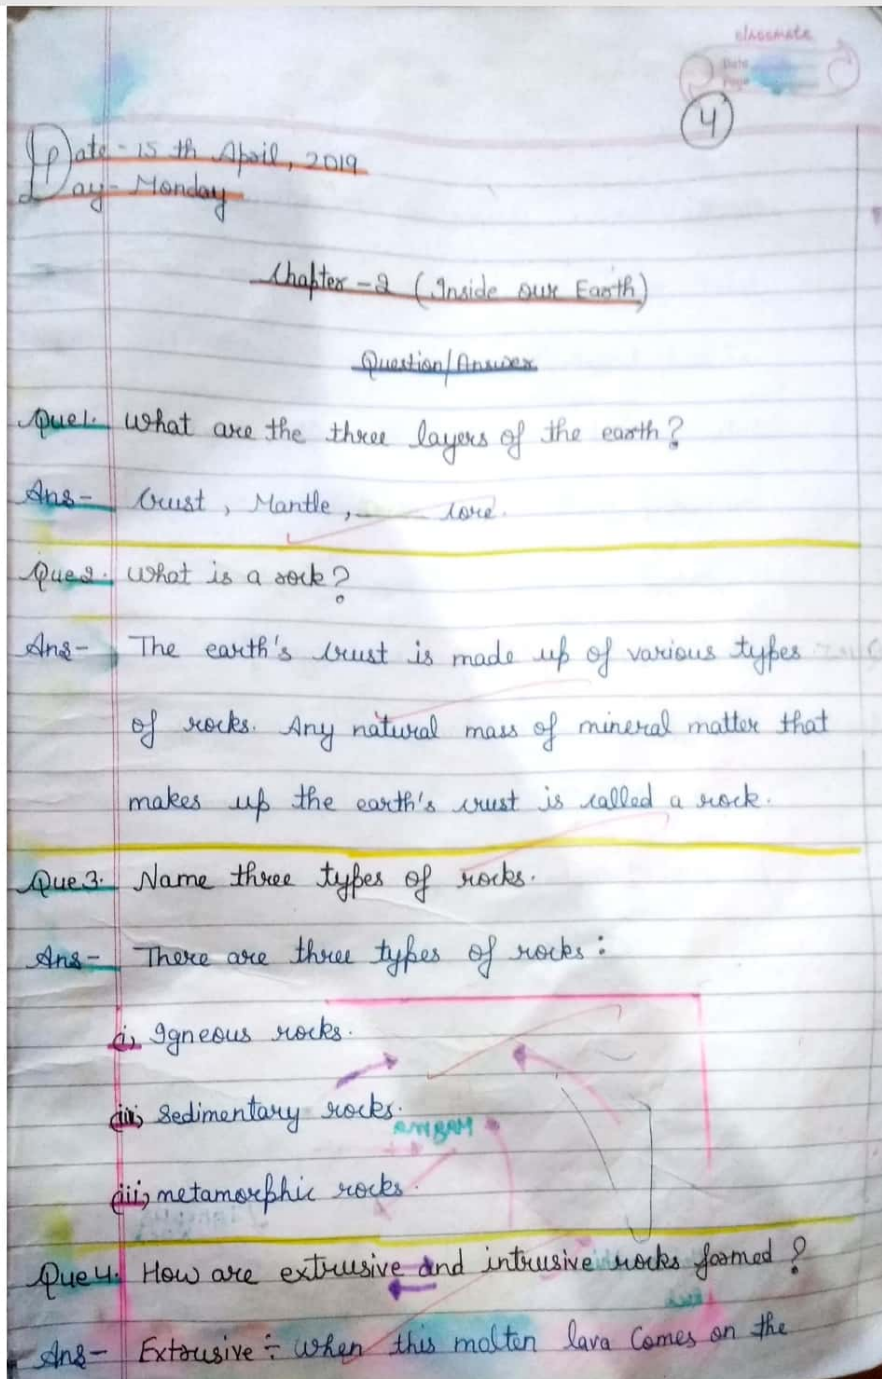 classmate
Date
Page
4
Date - 15 th April, 2019
Day - Monday
Chapter - 2 (Inside our Earth)
Question/Answer
Que1. What are the three layers of the earth?
Ans- Crust, Mantle, core.
Que2. What is a rock?
Ans- The earth's crust is made up of various types
of rocks. Any natural mass of mineral matter that
makes up the earth's crust is called a rock.
Que3. Name three types of rocks.
Ans- There are three types of rocks:
(i) Igneous rocks.
(ii) Sedimentary rocks.
(iii) metamorphic rocks.
Que4. How are extrusive and intrusive rocks formed?
Ans- Extrusive ÷ when this molten lava comes on the